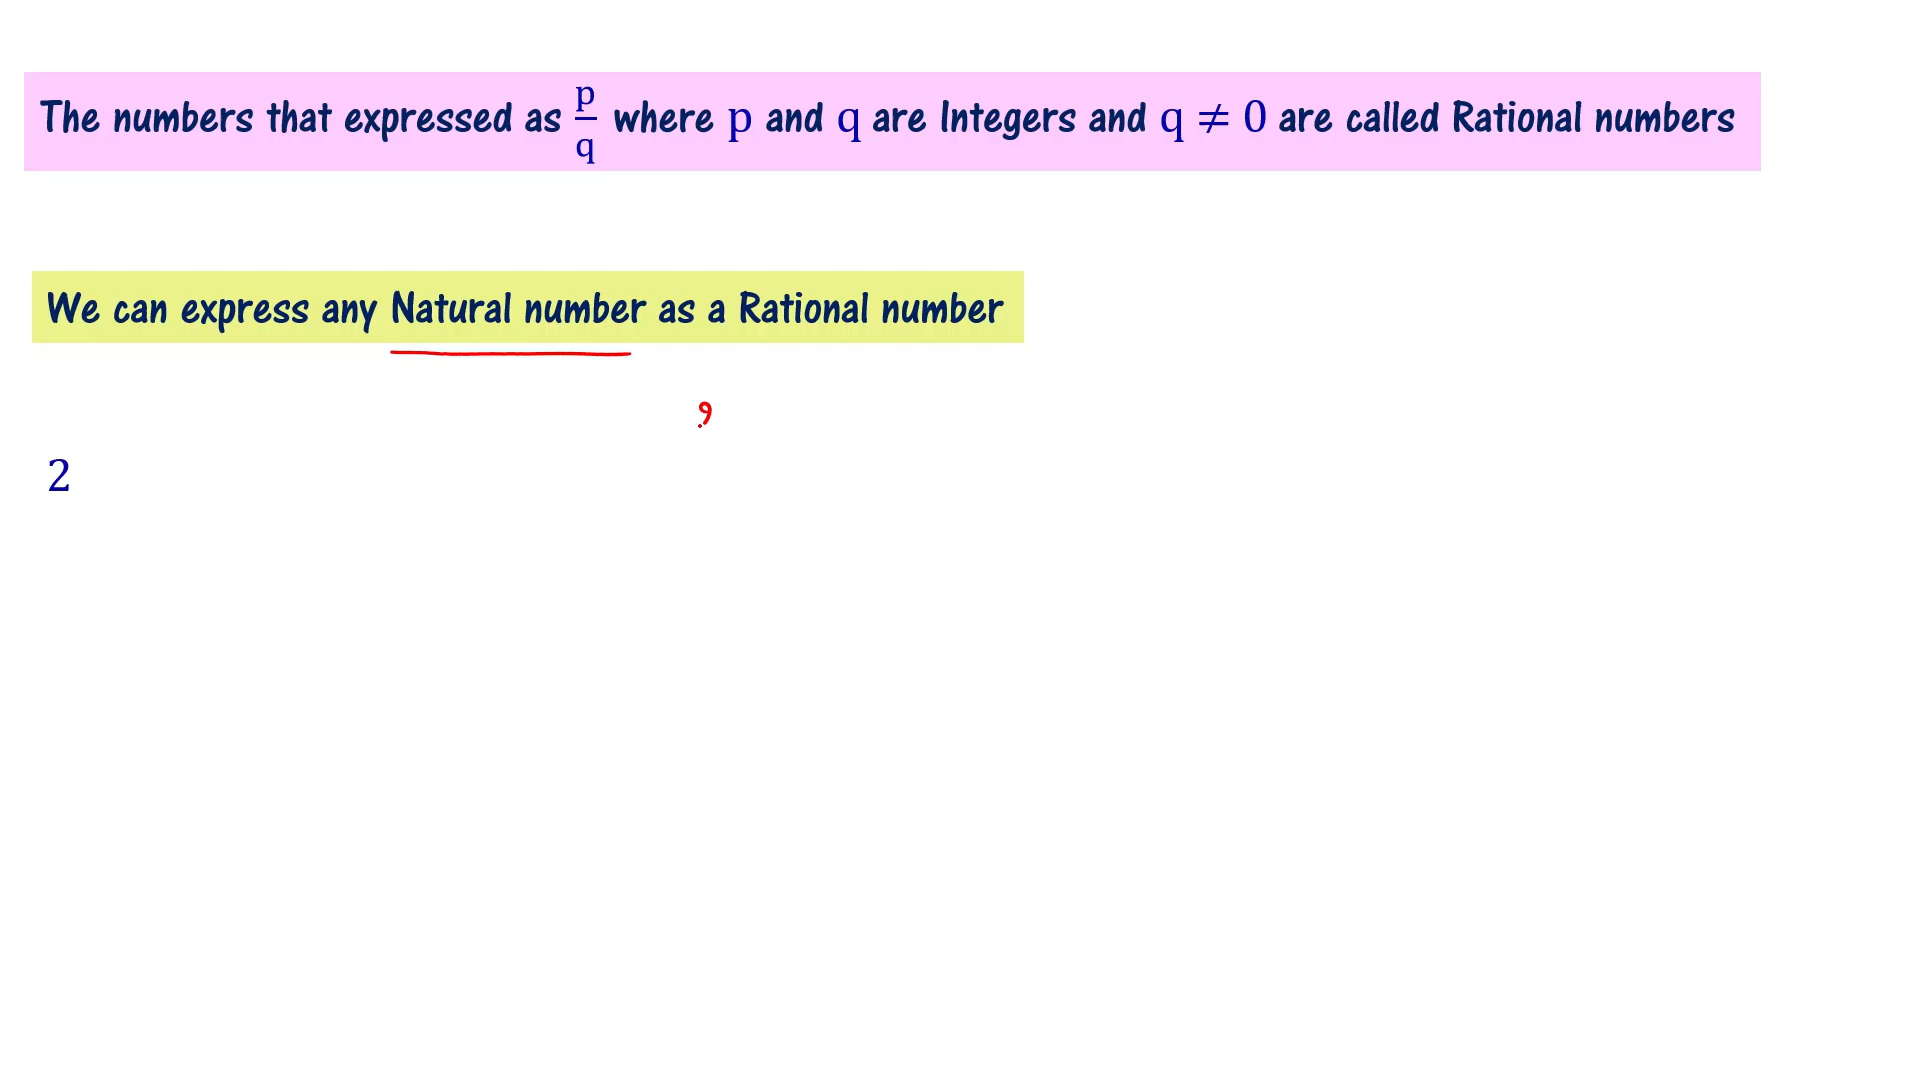 The numbers that expressed as p/q where p and q are Integers and q ≠ 0 are called Rational numbers
We can express any Natural number as a Rational number
2